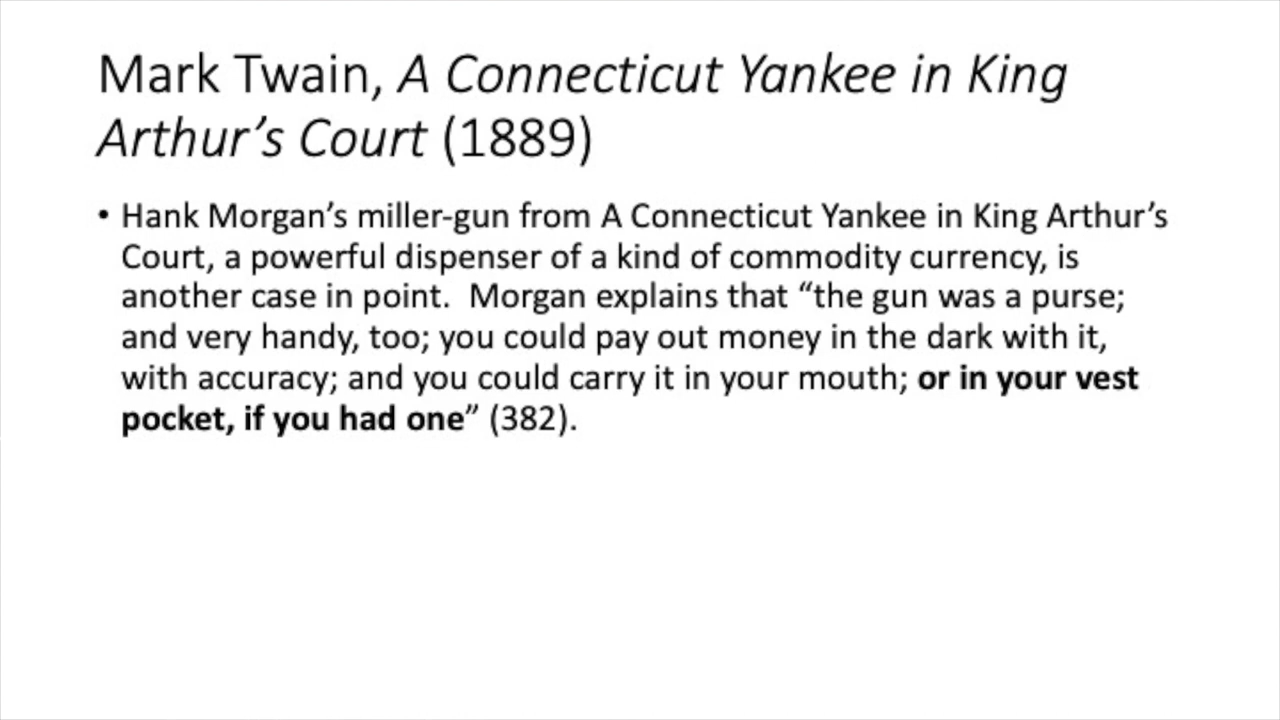 Mark Twain, A Connecticut Yankee in King
Arthur’s Court (1889)
• Hank Morgan’s miller-gun from A Connecticut Yankee in King Arthur’s
Court, a powerful dispenser of a kind of commodity currency, is
another case in point.  Morgan explains that “the gun was a purse;
and very handy, too; you could pay out money in the dark with it,
with accuracy; and you could carry it in your mouth; or in your vest
pocket, if you had one” (382).